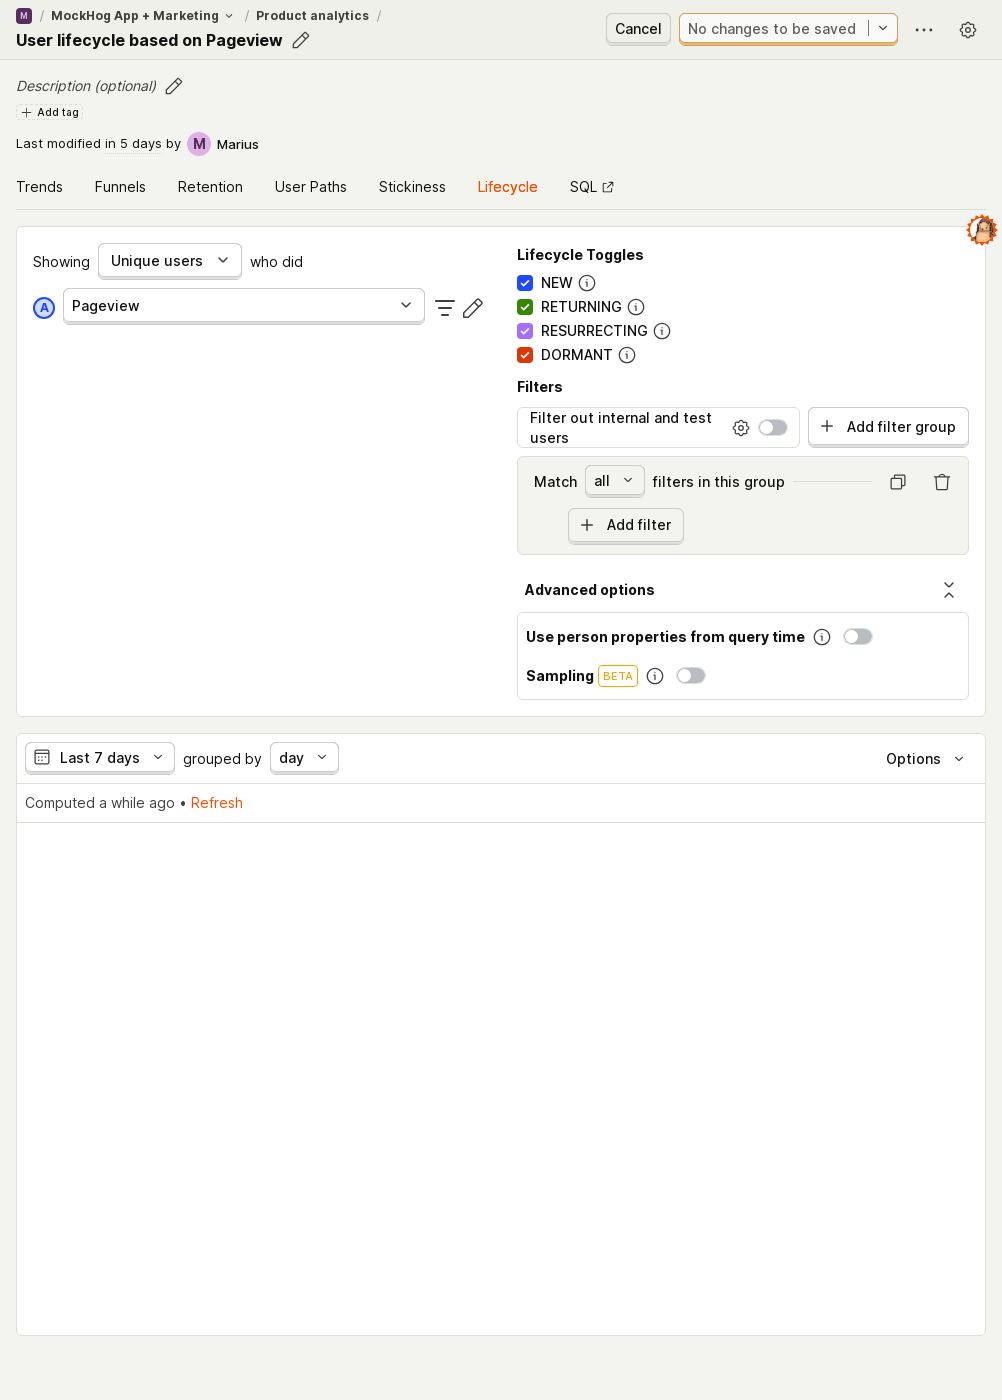 M / MockHog App + Marketing / Product analytics /
User lifecycle based on Pageview
Cancel
No changes to be saved
Description (optional)
Add tag
Last modified in 5 days by M Marius
Trends Funnels Retention User Paths Stickiness Lifecycle SQL
Showing Unique users who did
A Pageview
Lifecycle Toggles
NEW
RETURNING
RESURRECTING
DORMANT
Filters
Filter out internal and test
users
Add filter group
Match all filters in this group
Add filter
Advanced options
Use person properties from query time
Sampling BETA
Last 7 days grouped by day Options
Computed a while ago • Refresh